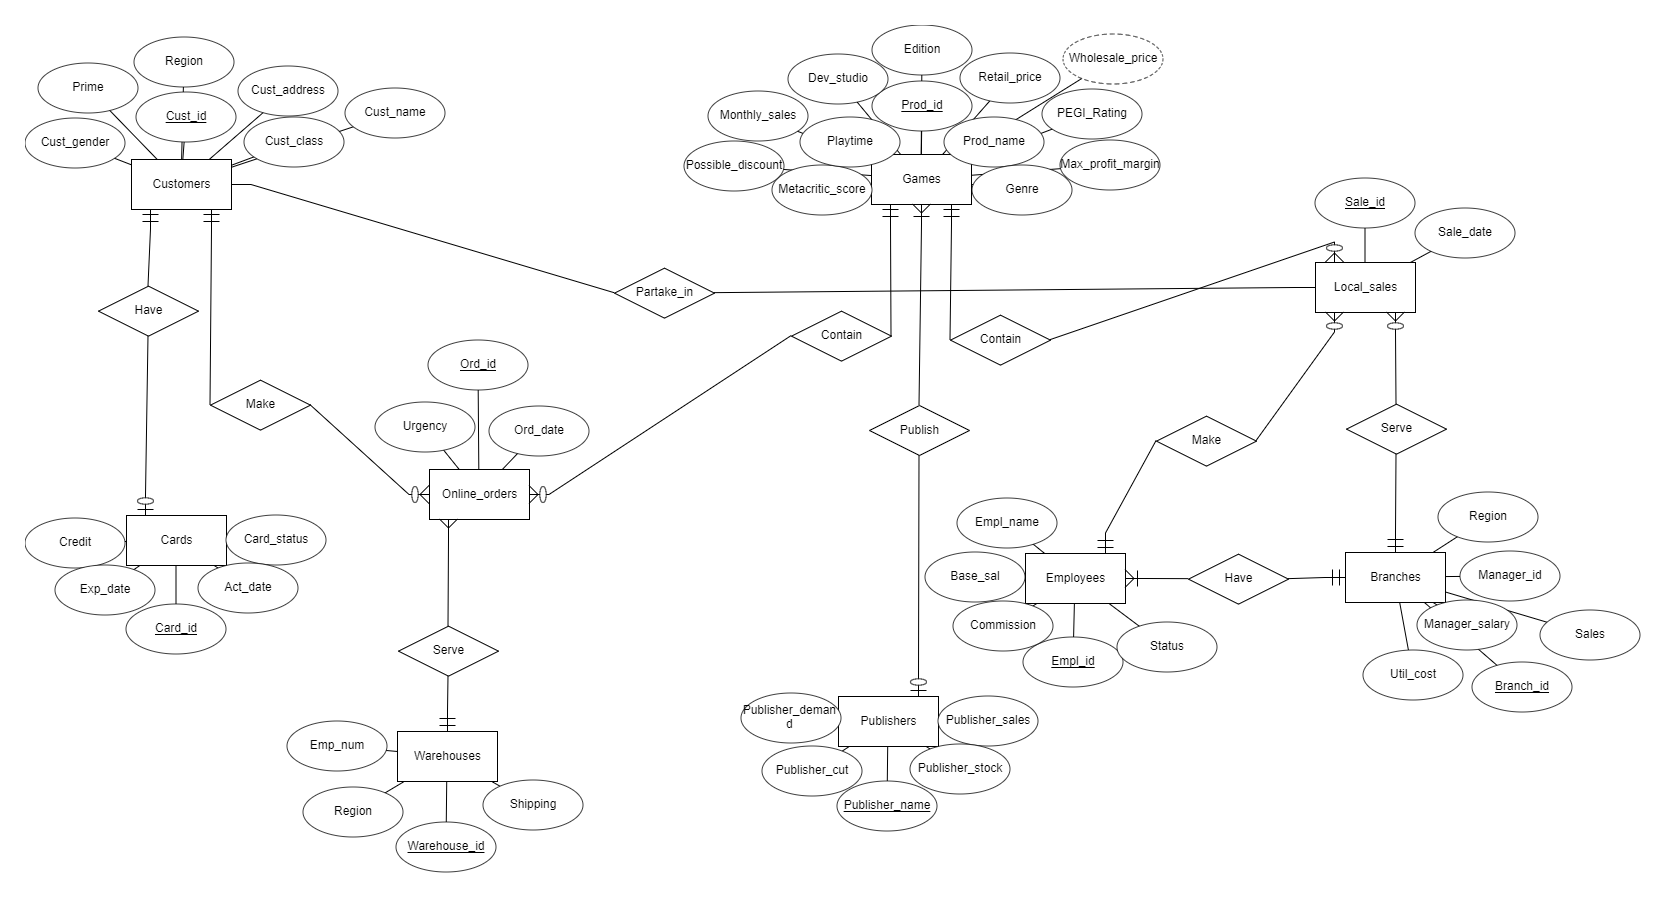 Edition
Region
Wholesale_price
Dev_studio
Retail_price
Prime
Cust_address
Prod_id
Cust_name
Monthly_sales
PEGI_Rating
Cust_id
Cust_gender
Cust_class
Playtime
Prod_name
Possible_discount
Max_profit_margin
Customers
Games
Metacritic_score
Genre
Sale_id
Sale_date
Partake_in
Local_sales
Have
Contain
Contain
Ord_id
Make
Urgency
Ord_date
Publish
Serve
Make
Online_orders
Empl_name
Region
Credit
Cards
Card_status
Base_sal
Employees
Have
Branches
Manager_id
Exp_date
Act_date
Commission
Manager_salary
Sales
Card_id
Status
Serve
Empl_id
Util_cost
Branch_id
Publisher_deman
d
Publishers
Publisher_sales
Emp_num
Warehouses
Publisher_cut
Publisher_stock
Region
Shipping
Publisher_name
Warehouse_id